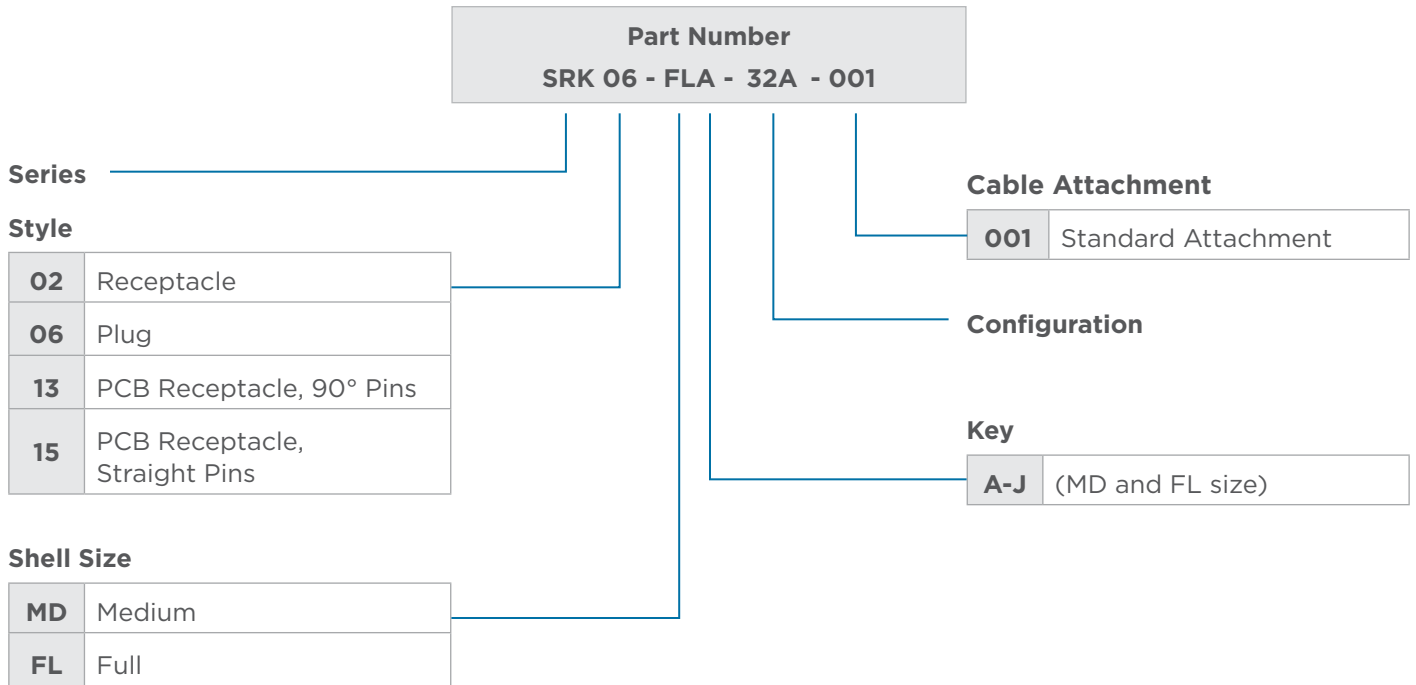 Part Number
SRK 06 - FLA - 32A - 001
Series
Style
02 Receptacle
06 Plug
13 PCB Receptacle, 90° Pins
15 PCB Receptacle,
Straight Pins
Shell Size
MD Medium
FL Full
Cable Attachment
001 Standard Attachment
Configuration
Key
A-J (MD and FL size)